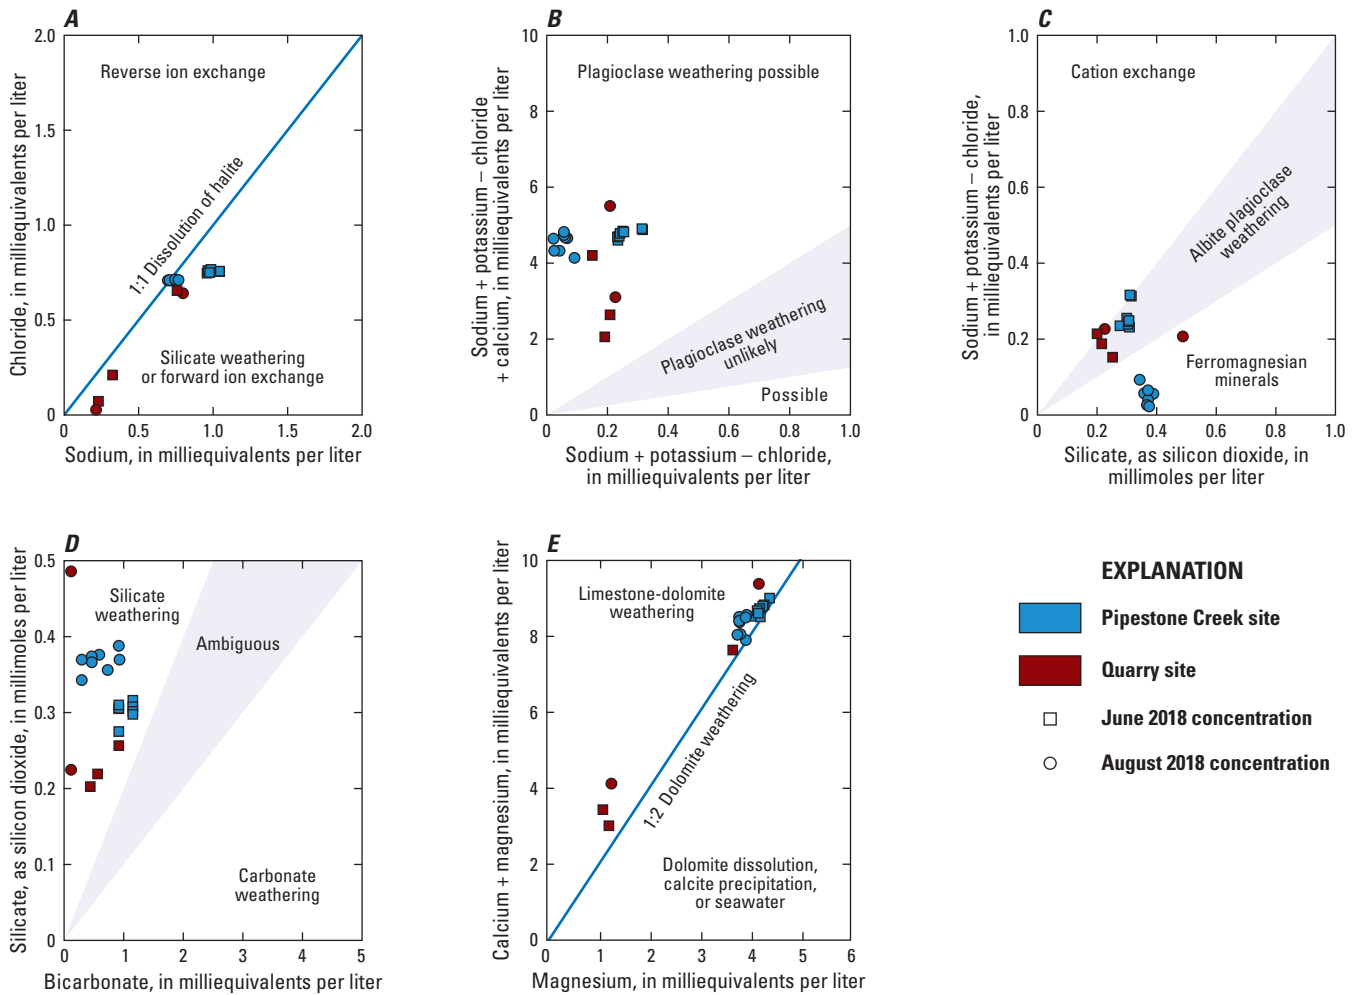 A
Chloride, in milliequivalents per liter
2.0
1.5
1.0
0.5
0
Reverse ion exchange
1:1 Dissolution of halite
Silicate weathering
or forward ion exchange
0
0.5
1.0
1.5
2.0
Sodium, in milliequivalents per liter
B
Sodium + potassium – chloride
+ calcium, in milliequivalents per liter
10
8
6
4
2
0
Plagioclase weathering possible
Plagioclase weathering
unlikely
Possible
0
0.2
0.4
0.6
0.8
1.0
Sodium + potassium – chloride,
in milliequivalents per liter
C
Sodium + potassium – chloride,
in milliequivalents per liter
1.0
0.8
0.6
0.4
0.2
0
Cation exchange
Albite plagioclase
weathering
Ferromagnesian
minerals
0
0.2
0.4
0.6
0.8
1.0
Silicate, as silicon dioxide, in
millimoles per liter
D
Silicate, as silicon dioxide, in millimoles per liter
0.5
0.4
0.3
0.2
0.1
0
Silicate
weathering
Ambiguous
Carbonate
weathering
0
1
2
3
4
5
Bicarbonate, in milliequivalents per liter
E
Calcium + magnesium, in milliequivalents per liter
10
8
6
4
2
0
Limestone-dolomite
weathering
1:2 Dolomite weathering
Dolomite dissolution,
calcite precipitation,
or seawater
0
1
2
3
4
5
6
Magnesium, in milliequivalents per liter
EXPLANATION
Pipestone Creek site
Quarry site
June 2018 concentration
August 2018 concentration